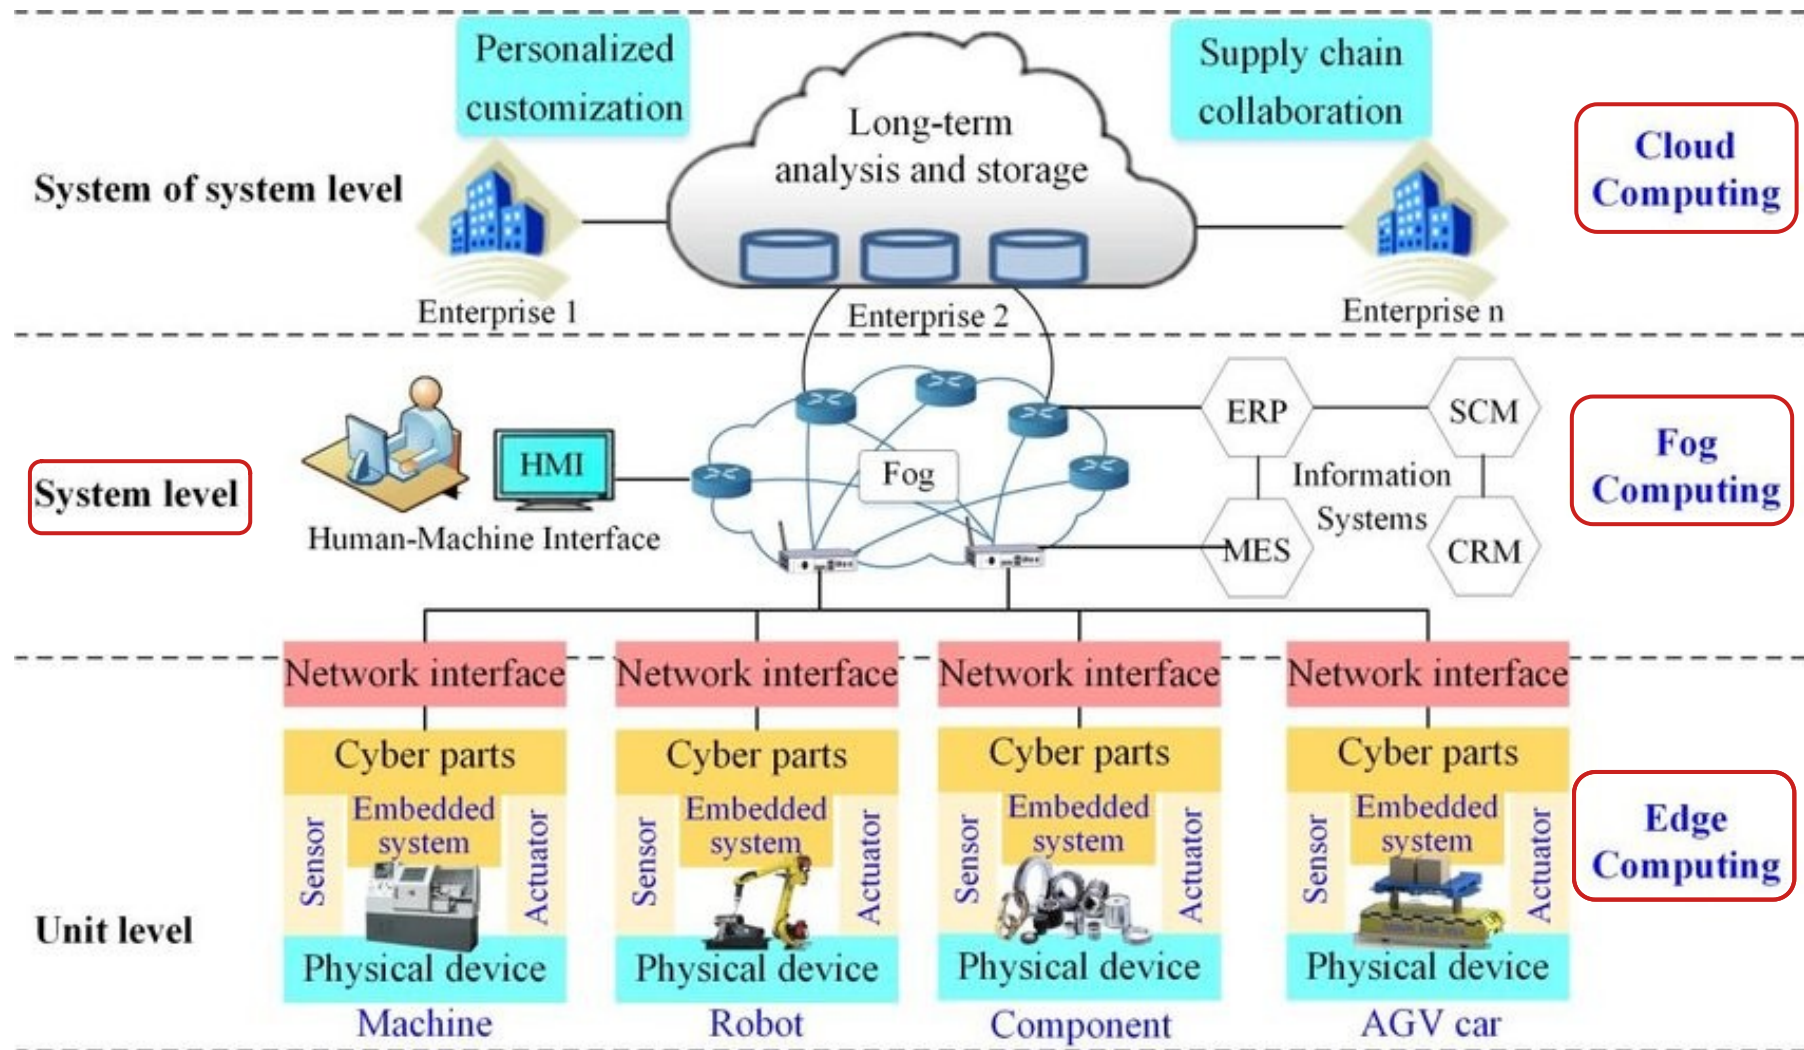 Personalized
customization
Supply chain
collaboration
Long-term
analysis and storage
Cloud
Computing
System of system level
Enterprise 1
Enterprise 2
Enterprise n
ERP
SCM
Fog
Computing
HMI
Fog
Information
Systems
System level
Human-Machine Interface
MES
CRM
Network interface
Network interface
Network interface
Network interface
Cyber parts
Cyber parts
Cyber parts
Cyber parts
Sensor
Embedded
system
Actuator
Sensor
Embedded
system
Actuator
Sensor
Embedded
system
Actuator
Sensor
Embedded
system
Actuator
Edge
Computing
Unit level
Physical device
Physical device
Physical device
Physical device
Machine
Robot
Component
AGV car